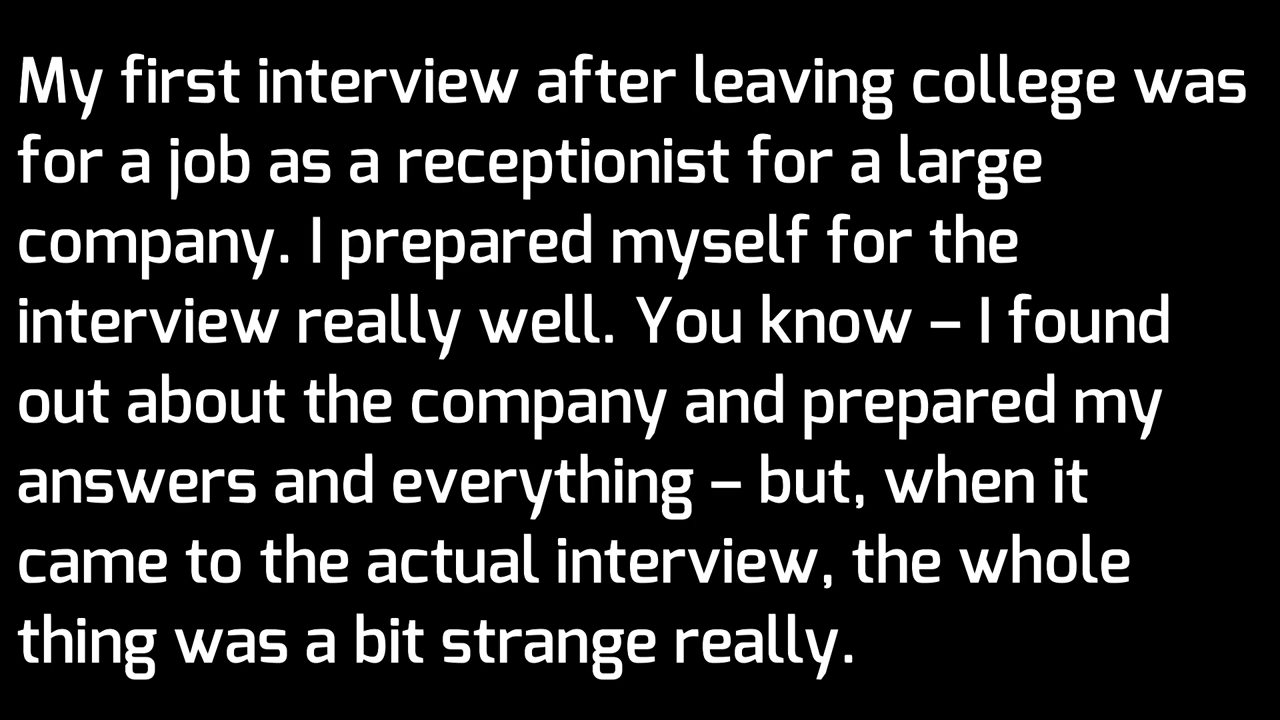 My first interview after leaving college was
for a job as a receptionist for a large
company. I prepared myself for the
interview really well. You know – I found
out about the company and prepared my
answers and everything – but, when it
came to the actual interview, the whole
thing was a bit strange really.